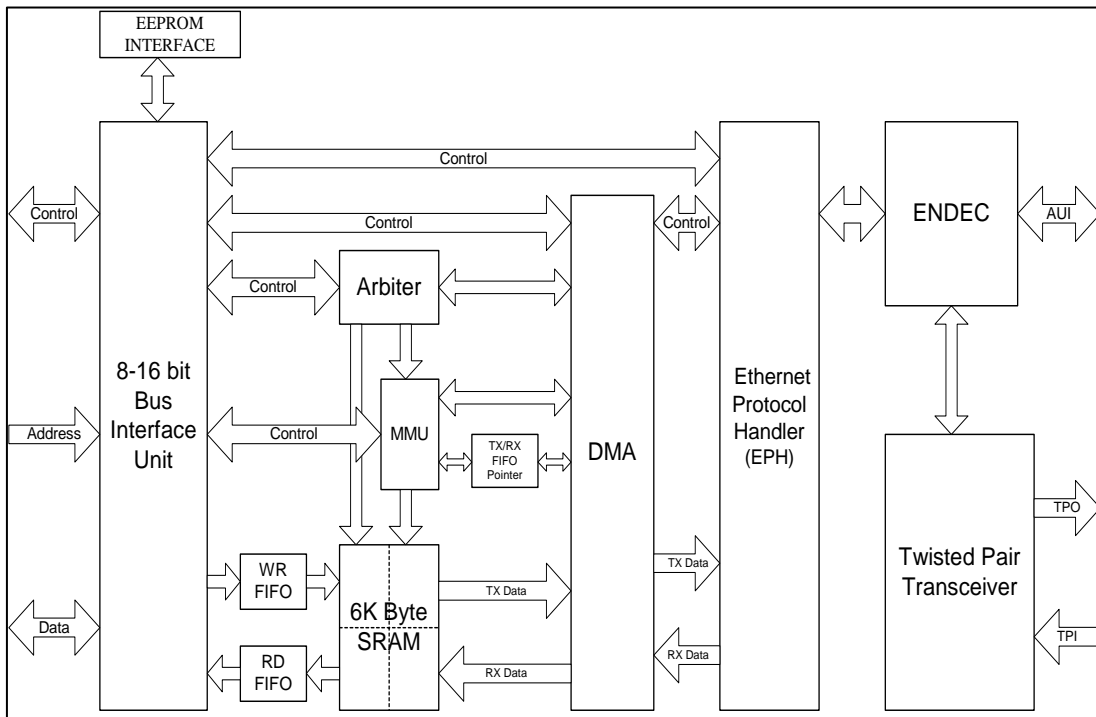 EEPROM
INTERFACE
Control
Control
Control
Control
Control
Control
Address
Data
8-16 bit
Bus
Interface
Unit
Arbiter
MMU
TX/RX
FIFO
Pointer
WR
FIFO
RD
FIFO
6K Byte
SRAM
TX Data
RX Data
DMA
TX Data
RX Data
Ethernet
Protocol
Handler
(EPH)
ENDEC
AUI
Twisted Pair
Transceiver
TPO
TPI